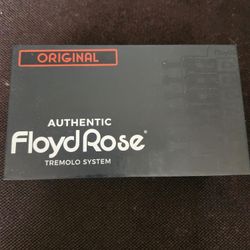 ORIGINAL
AUTHENTIC
FloydRose®
TREMOLO SYSTEM